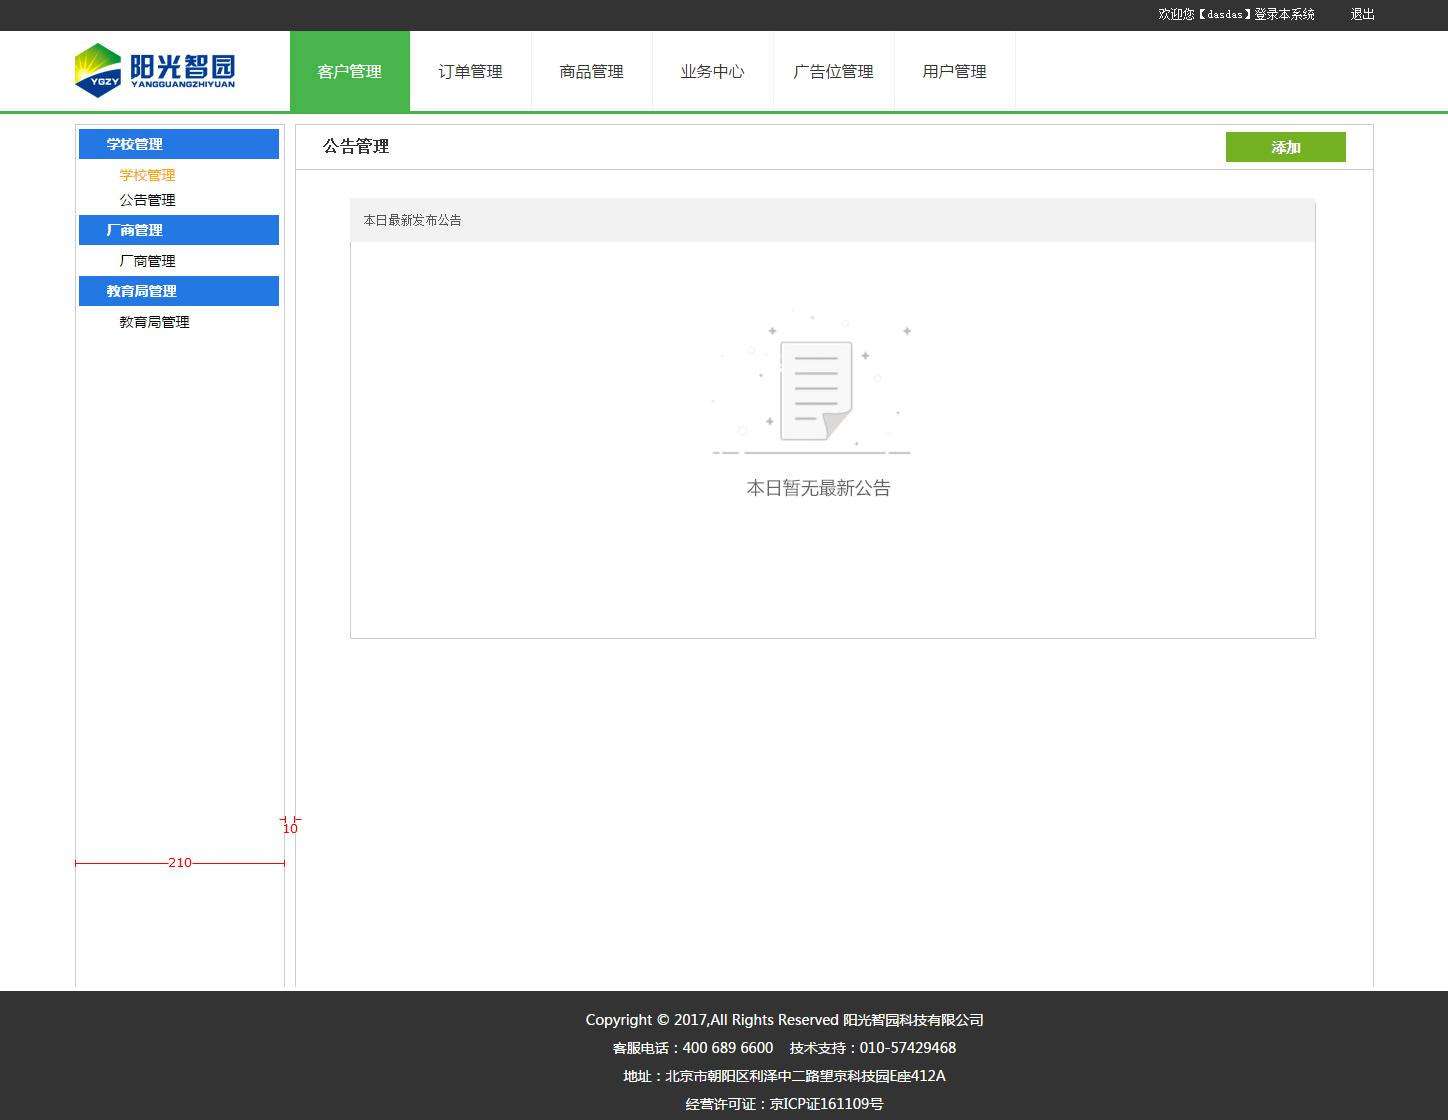 欢迎您【dasdas】登录本系统 退出
YGZY
阳光智园
YANGGUANGZHIYUAN
客户管理 订单管理 商品管理 业务中心 广告位管理 用户管理
学校管理
学校管理
公告管理
厂商管理
厂商管理
教育局管理
教育局管理
公告管理 添加
本日最新发布公告
本日暂无最新公告
10
210
Copyright © 2017,All Rights Reserved 阳光智园科技有限公司
客服电话：400 689 6600 技术支持：010-57429468
地址：北京市朝阳区利泽中二路望京科技园E座412A
经营许可证：京ICP证161109号